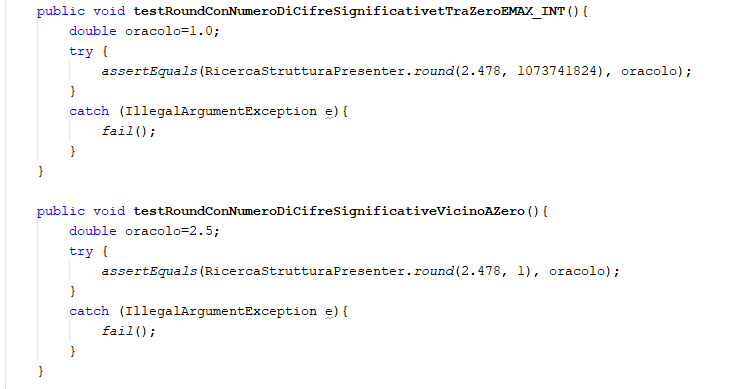 public void testRoundConNumeroDiCifreSignificativetTraZeroEMAX_INT(){
double oracolo=1.0;
try {
assertEquals(RicercaStrutturaPresenter.round(2.478, 1073741824), oracolo);
}
catch (IllegalArgumentException e){
fail();
}
}
public void testRoundConNumeroDiCifreSignificativeVicinoAZero(){
double oracolo=2.5;
try {
assertEquals(RicercaStrutturaPresenter.round(2.478, 1), oracolo);
}
catch (IllegalArgumentException e){
fail();
}
}